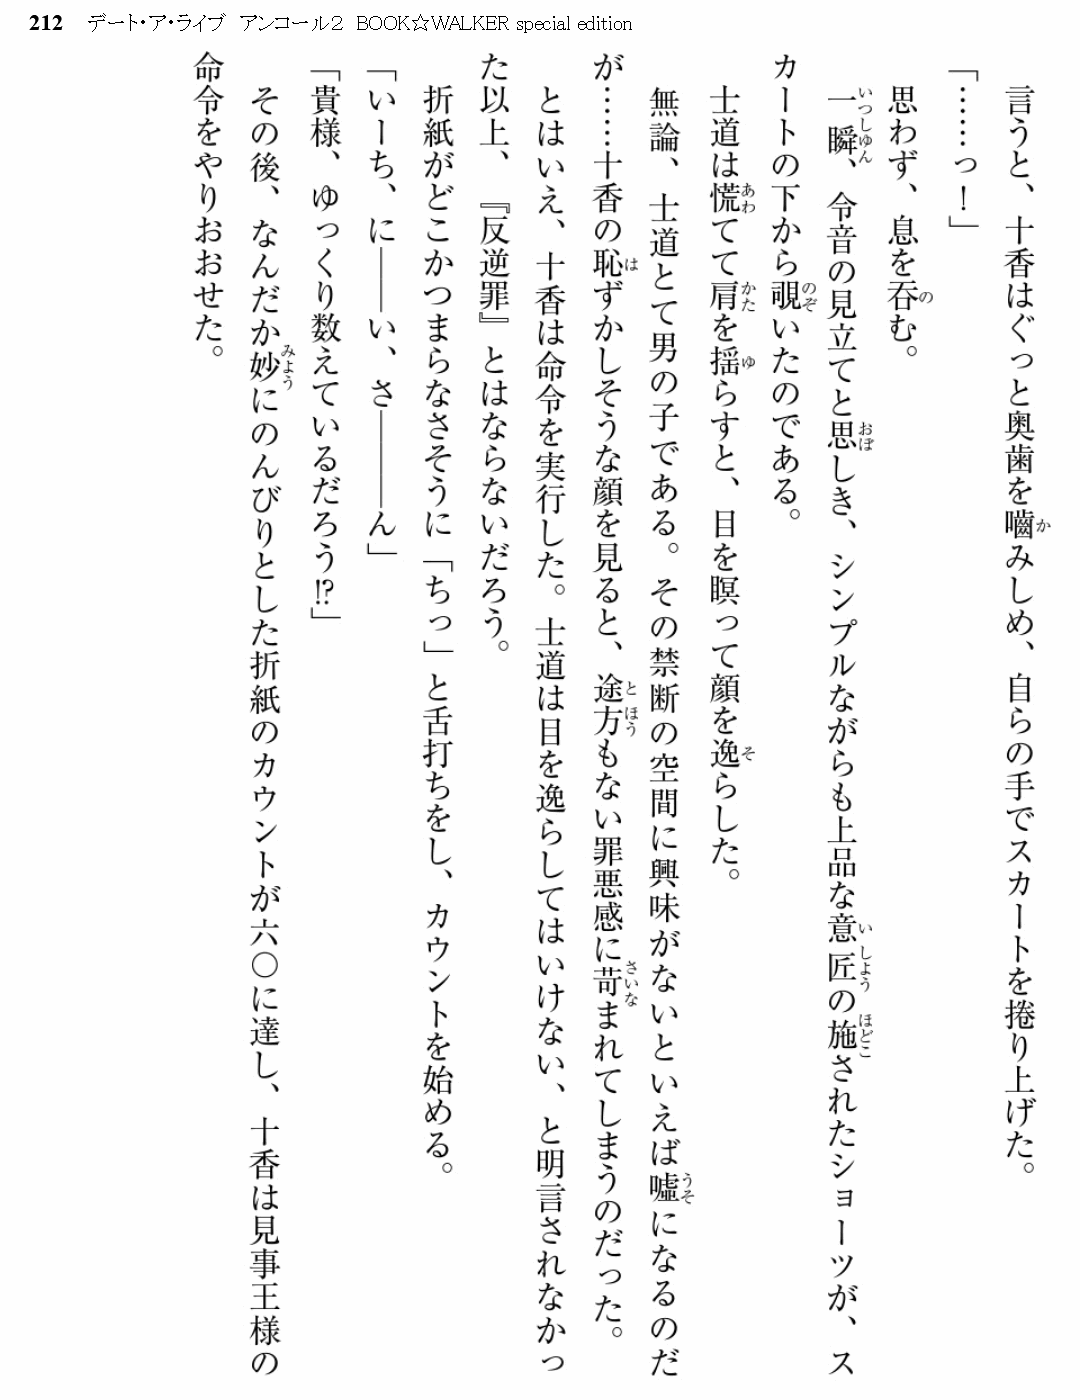 212 デート・ア・ライブ アンコール2 BOOK☆WALKER special edition
言うと、十香はぐっと奥歯を嚙みしめ、自らの手でスカートを捲り上げた。
「……っ！」
思わず、息を吞む。
一瞬、令音の見立てと思しき、シンプルながらも上品な意匠の施されたショーツが、ス
カートの下から覗いたのである。
士道は慌てて肩を揺らすと、目を瞑って顔を逸らした。
無論、士道とて男の子である。その禁断の空間に興味がないといえば嘘になるのだ
が……十香の恥ずかしそうな顔を見ると、途方もない罪悪感に苛まれてしまうのだった。
とはいえ、十香は命令を実行した。士道は目を逸らしてはいけない、と明言されなかっ
た以上、『反逆罪』とはならないだろう。
折紙がどこかつまらなさそうに「ちっ」と舌打ちをし、カウントを始める。
「いーち、に――い、さ―――ん」
「貴様、ゆっくり数えているだろう!?」
その後、なんだか妙にのんびりとした折紙のカウントが六〇に達し、十香は見事王様の
命令をやりおおせた。